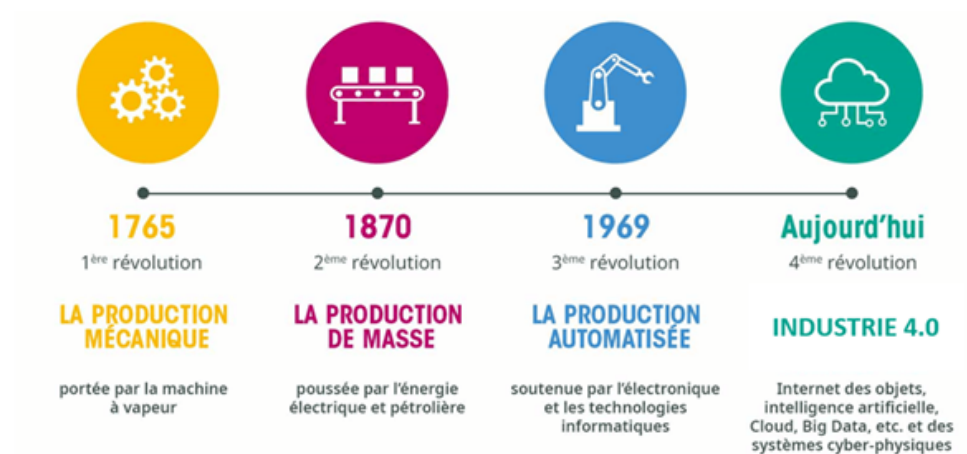 1765
1ère révolution
LA PRODUCTION
MÉCANIQUE
portée par la machine
à vapeur
1870
2ème révolution
LA PRODUCTION
DE MASSE
poussée par l'énergie
électrique et pétrolière
1969
3ème révolution
LA PRODUCTION
AUTOMATISÉE
soutenue par l'électronique
et les technologies
informatiques
Aujourd'hui
4ème révolution
INDUSTRIE 4.0
Internet des objets,
intelligence artificielle,
Cloud, Big Data, etc. et des
systèmes cyber-physiques